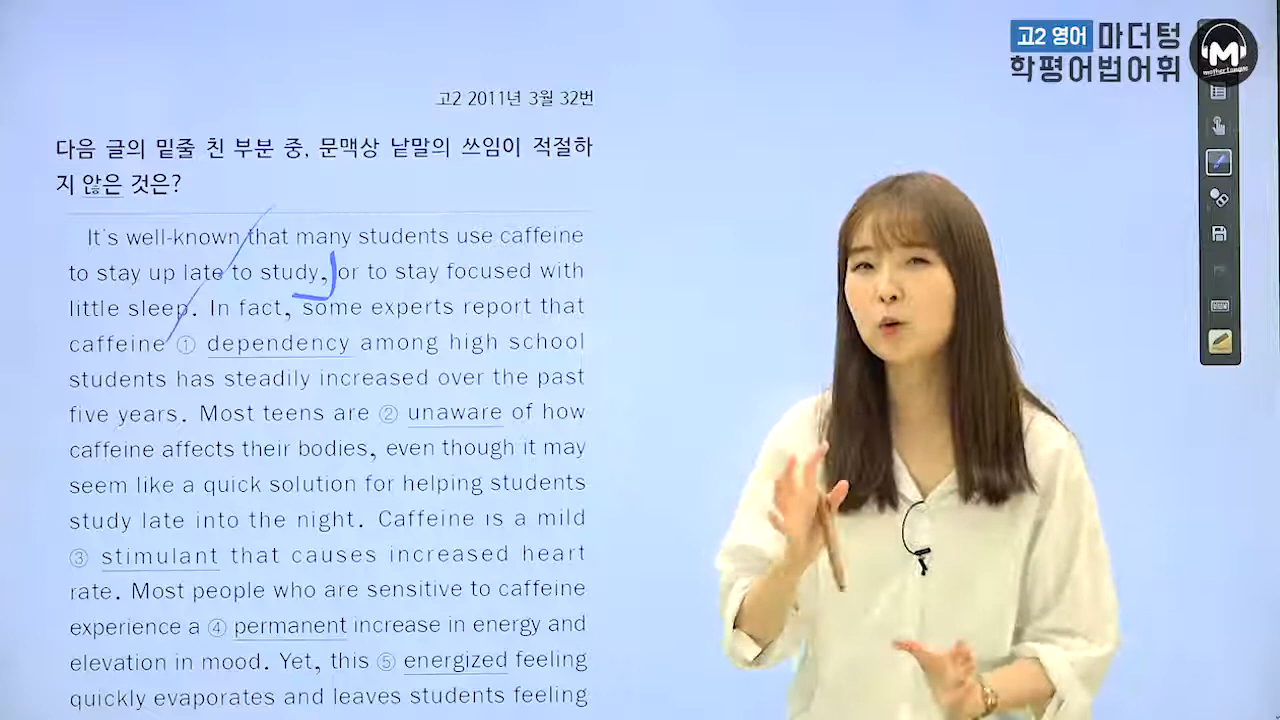 고2 영어 마더텅
학평어법어휘
M
mother tongue
고2 2011년 3월 32번
다음 글의 밑줄 친 부분 중, 문맥상 낱말의 쓰임이 적절하
지 않은 것은?
It's well-known that many students use caffeine
to stay up late to study, or to stay focused with
little sleep. In fact, some experts report that
caffeine ① dependency among high school
students has steadily increased over the past
five years. Most teens are ② unaware of how
caffeine affects their bodies, even though it may
seem like a quick solution for helping students
study late into the night. Caffeine is a mild
③ stimulant that causes increased heart
rate. Most people who are sensitive to caffeine
experience a ④ permanent increase in energy and
elevation in mood. Yet, this ⑤ energized feeling
quickly evaporates and leaves students feeling